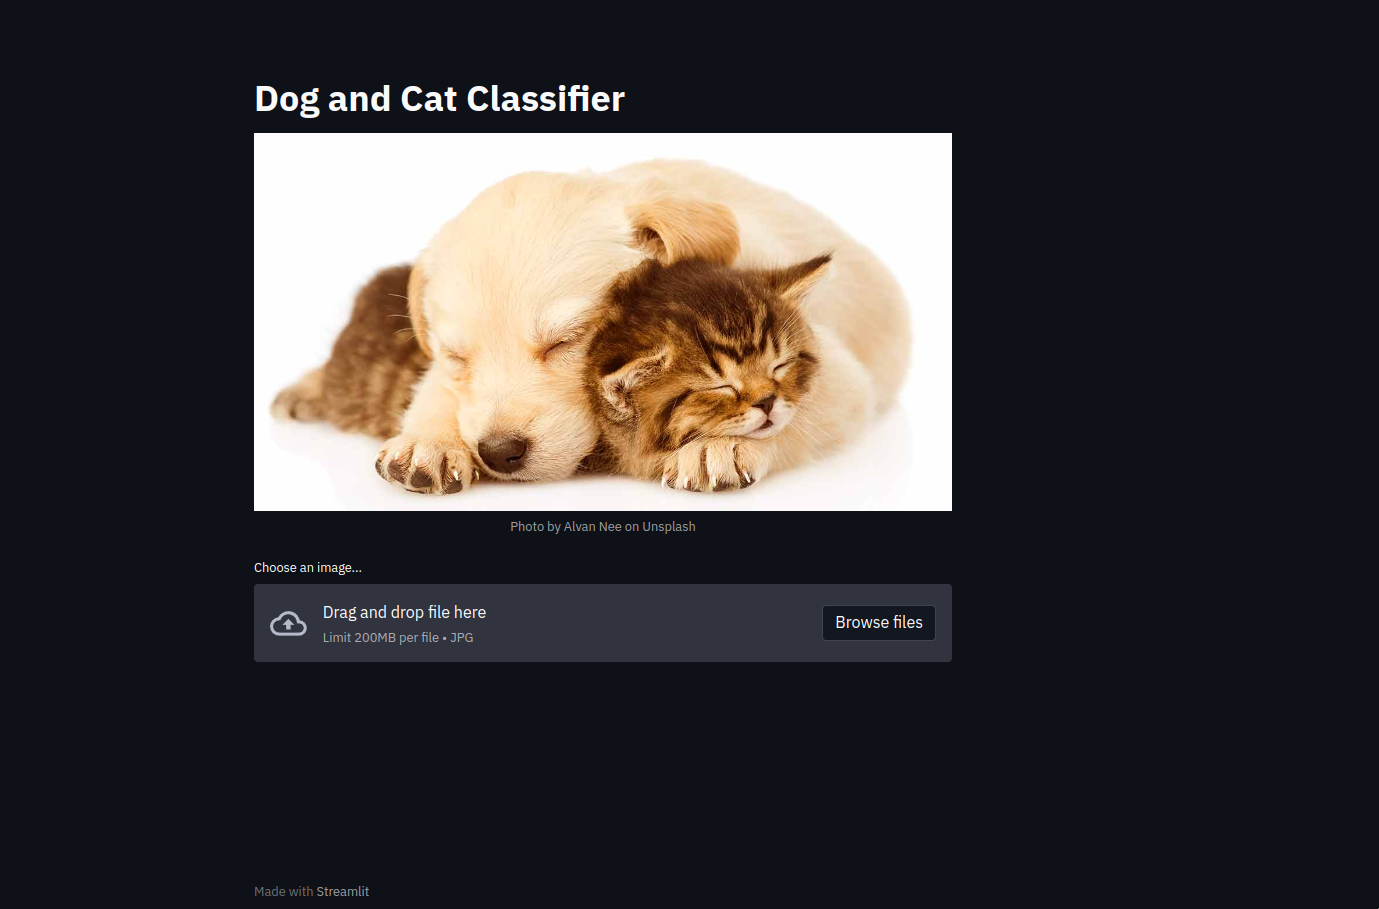 Dog and Cat Classifier
Photo by Alvan Nee on Unsplash
Choose an image...
Drag and drop file here
Limit 200MB per file • JPG
Browse files
Made with Streamlit